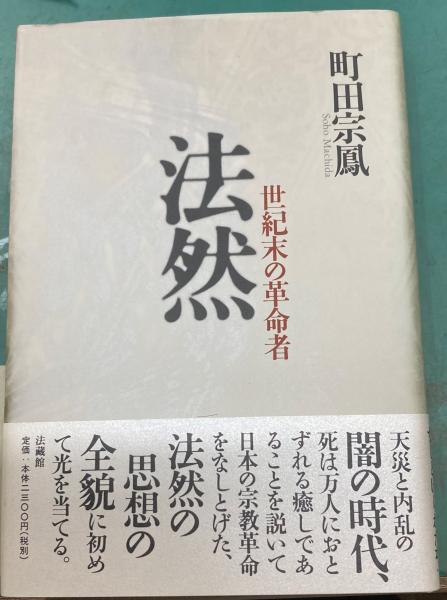 町田宗鳳
Soho Machida
世紀末の革命者
法然
天災と内乱の
闇の時代、
死は万人におと
ずれる癒しであ
ることを説いて
日本の宗教革命
をなしとげた、
法然の
思想の
全貌に初め
て光を当てる。
法藏館
定価：本体二三〇〇円（税別）